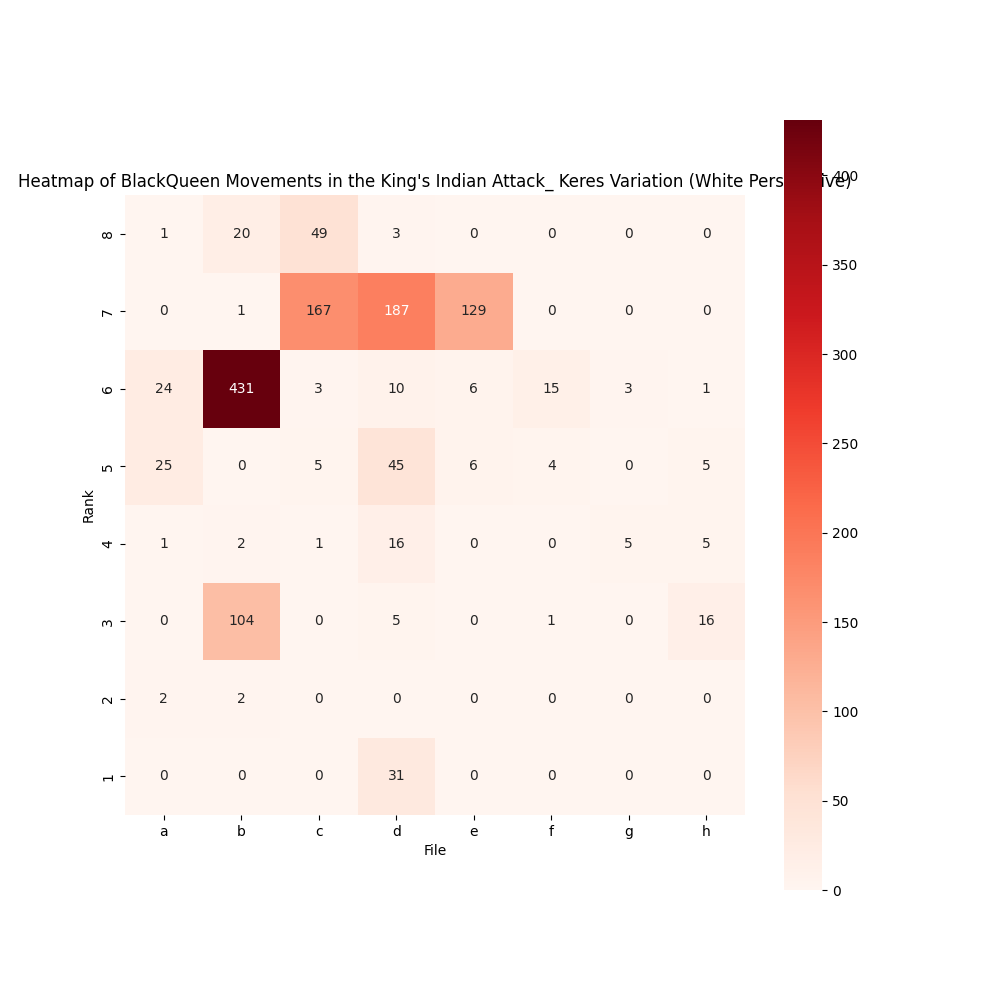 Heatmap of BlackQueen Movements in the King's Indian Attack_ Keres Variation (White Perspective)
8 1 20 49 3 0 0 0 0
7 0 1 167 187 129 0 0 0
6 24 431 3 10 6 15 3 1
5 25 0 5 45 6 4 0 5
4 1 2 1 16 0 0 5 5
3 0 104 0 5 0 1 0 16
2 2 2 0 0 0 0 0 0
1 0 0 0 31 0 0 0 0
Rank
a b c d e f g h
File
400
350
300
250
200
150
100
50
0